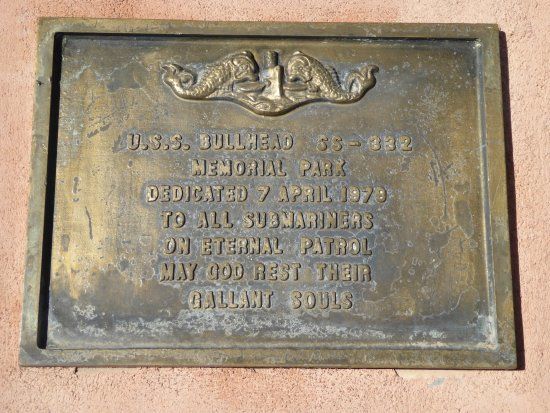 U.S.S. BULLHEAD SS-332
MEMORIAL PARK
DEDICATED 7 APRIL 1979
TO ALL SUBMARINERS
ON ETERNAL PATROL
MAY GOD REST THEIR
GALLANT SOULS